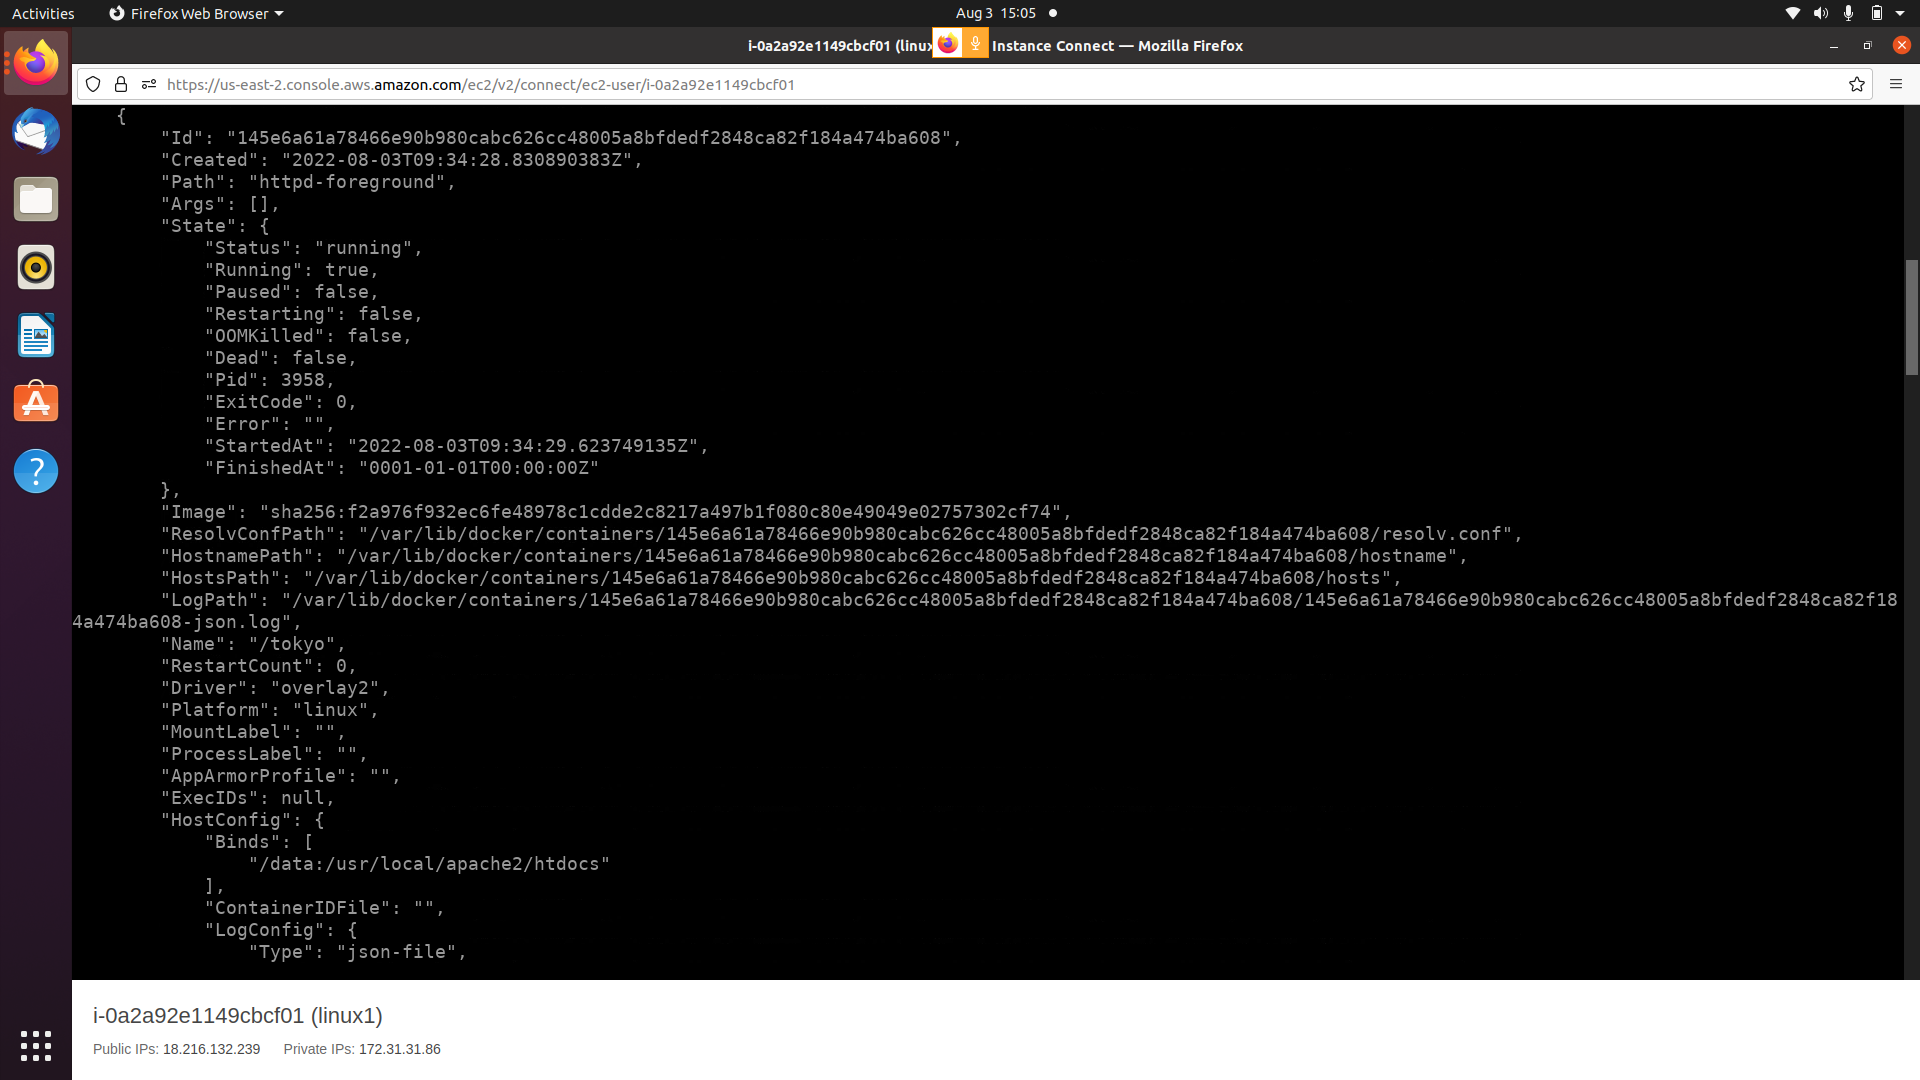 Activities
Firefox Web Browser
Aug 3 15:05
i-0a2a92e1149cbcf01 (linux Instance Connect — Mozilla Firefox
https://us-east-2.console.aws.amazon.com/ec2/v2/connect/ec2-user/i-0a2a92e1149cbcf01
{
"Id": "145e6a61a78466e90b980cabc626cc48005a8bfdedf2848ca82f184a474ba608",
"Created": "2022-08-03T09:34:28.830890383Z",
"Path": "httpd-foreground",
"Args": [],
"State": {
"Status": "running",
"Running": true,
"Paused": false,
"Restarting": false,
"OOMKilled": false,
"Dead": false,
"Pid": 3958,
"ExitCode": 0,
"Error": "",
"StartedAt": "2022-08-03T09:34:29.623749135Z",
"FinishedAt": "0001-01-01T00:00:00Z"
},
"Image": "sha256:f2a976f932ec6fe48978c1cdde2c8217a497b1f080c80e49049e02757302cf74",
"ResolvConfPath": "/var/lib/docker/containers/145e6a61a78466e90b980cabc626cc48005a8bfdedf2848ca82f184a474ba608/resolv.conf",
"HostnamePath": "/var/lib/docker/containers/145e6a61a78466e90b980cabc626cc48005a8bfdedf2848ca82f184a474ba608/hostname",
"HostsPath": "/var/lib/docker/containers/145e6a61a78466e90b980cabc626cc48005a8bfdedf2848ca82f184a474ba608/hosts",
"LogPath": "/var/lib/docker/containers/145e6a61a78466e90b980cabc626cc48005a8bfdedf2848ca82f184a474ba608/145e6a61a78466e90b980cabc626cc48005a8bfdedf2848ca82f18
4a474ba608-json.log",
"Name": "/tokyo",
"RestartCount": 0,
"Driver": "overlay2",
"Platform": "linux",
"MountLabel": "",
"ProcessLabel": "",
"AppArmorProfile": "",
"ExecIDs": null,
"HostConfig": {
"Binds": [
"/data:/usr/local/apache2/htdocs"
],
"ContainerIDFile": "",
"LogConfig": {
"Type": "json-file",
i-0a2a92e1149cbcf01 (linux1)
Public IPs: 18.216.132.239 Private IPs: 172.31.31.86